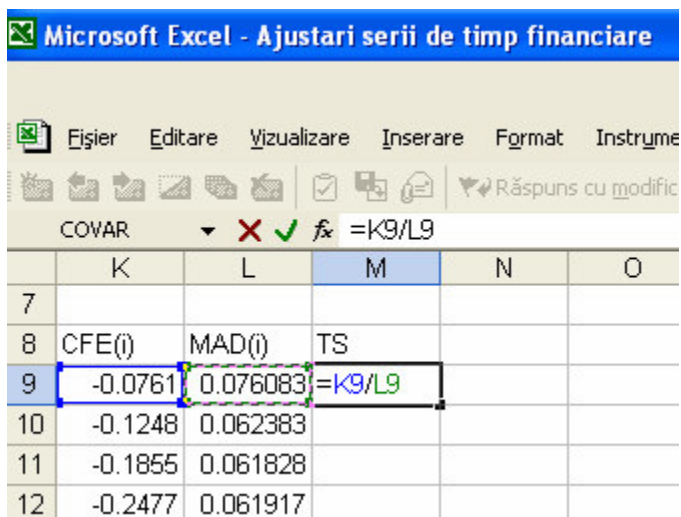 Microsoft Excel - Ajustari serii de timp financiare
Fişier Editare Vizualizare Inserare Format Instrume
Răspuns cu modific
COVAR fx =K9/L9
K L M N O
7
8 CFE(i) MAD(i) TS
9 -0.0761 0.076083 =K9/L9
10 -0.1248 0.062383
11 -0.1855 0.061828
12 -0.2477 0.061917